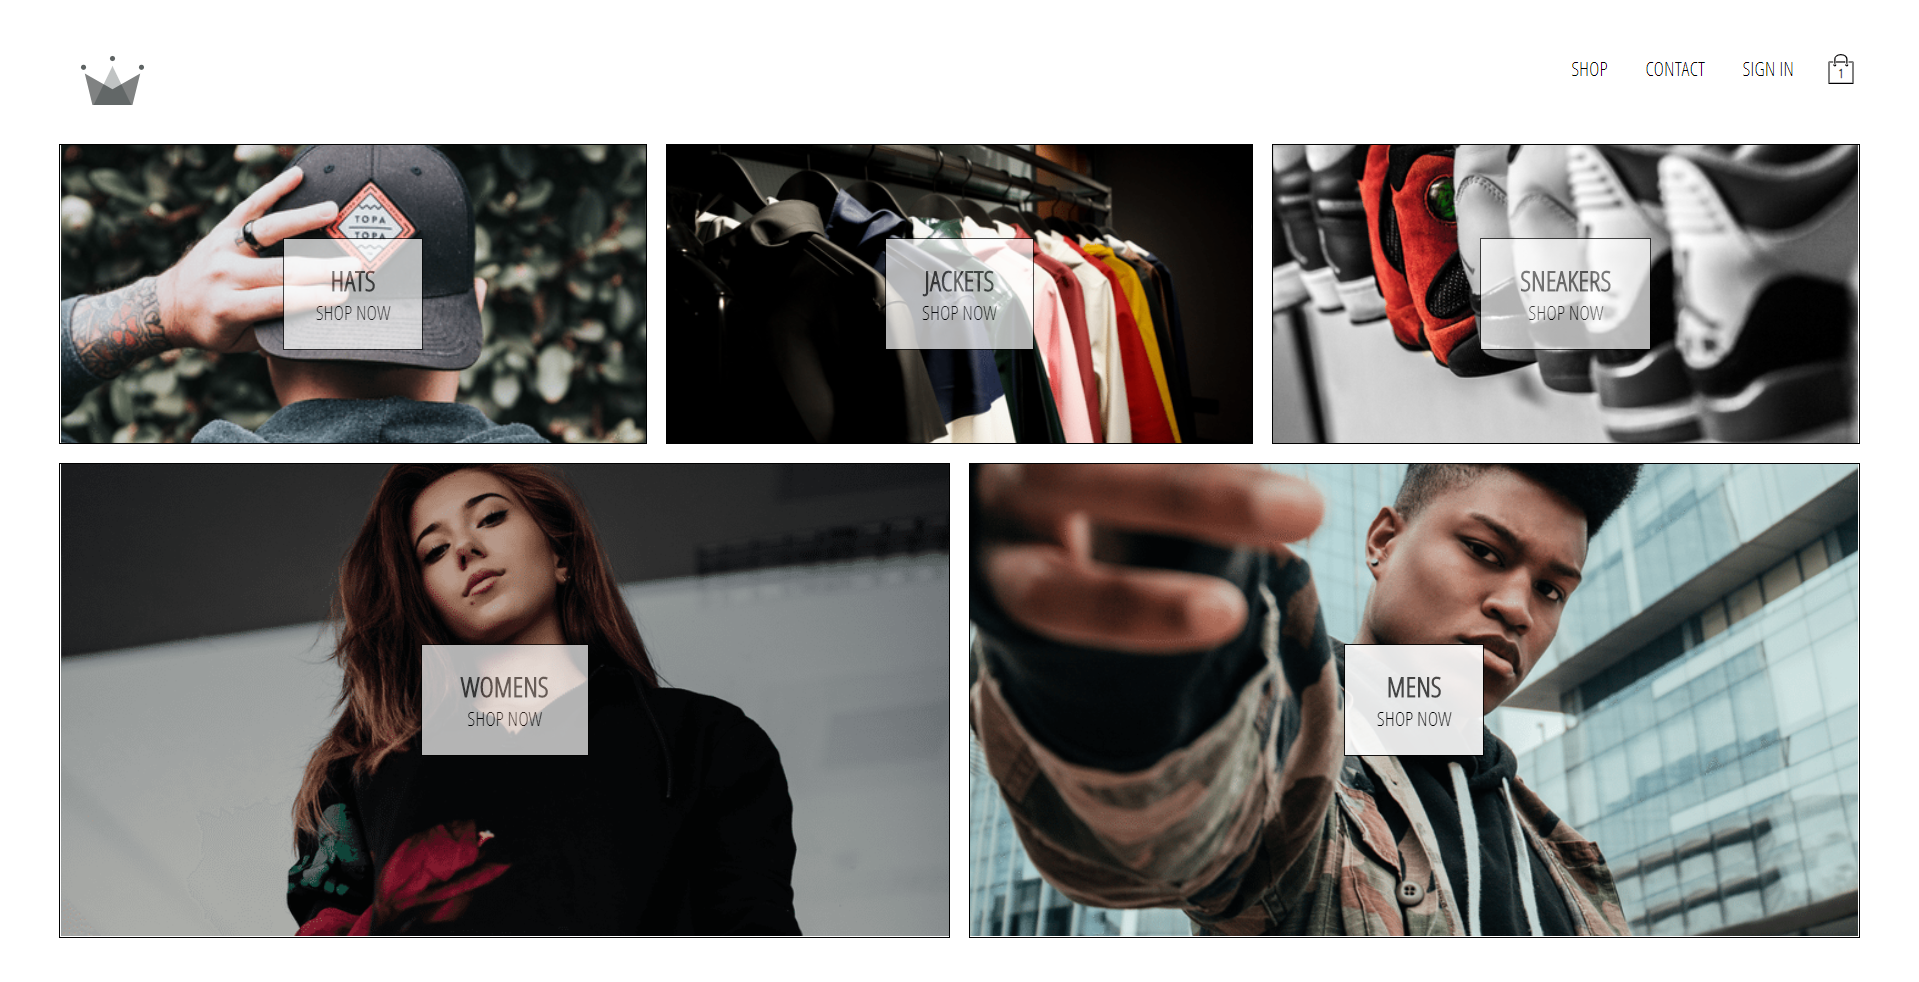 SHOP
CONTACT
SIGN IN
1
TOPA
TOPA
HATS
SHOP NOW
JACKETS
SHOP NOW
SNEAKERS
SHOP NOW
WOMENS
SHOP NOW
MENS
SHOP NOW